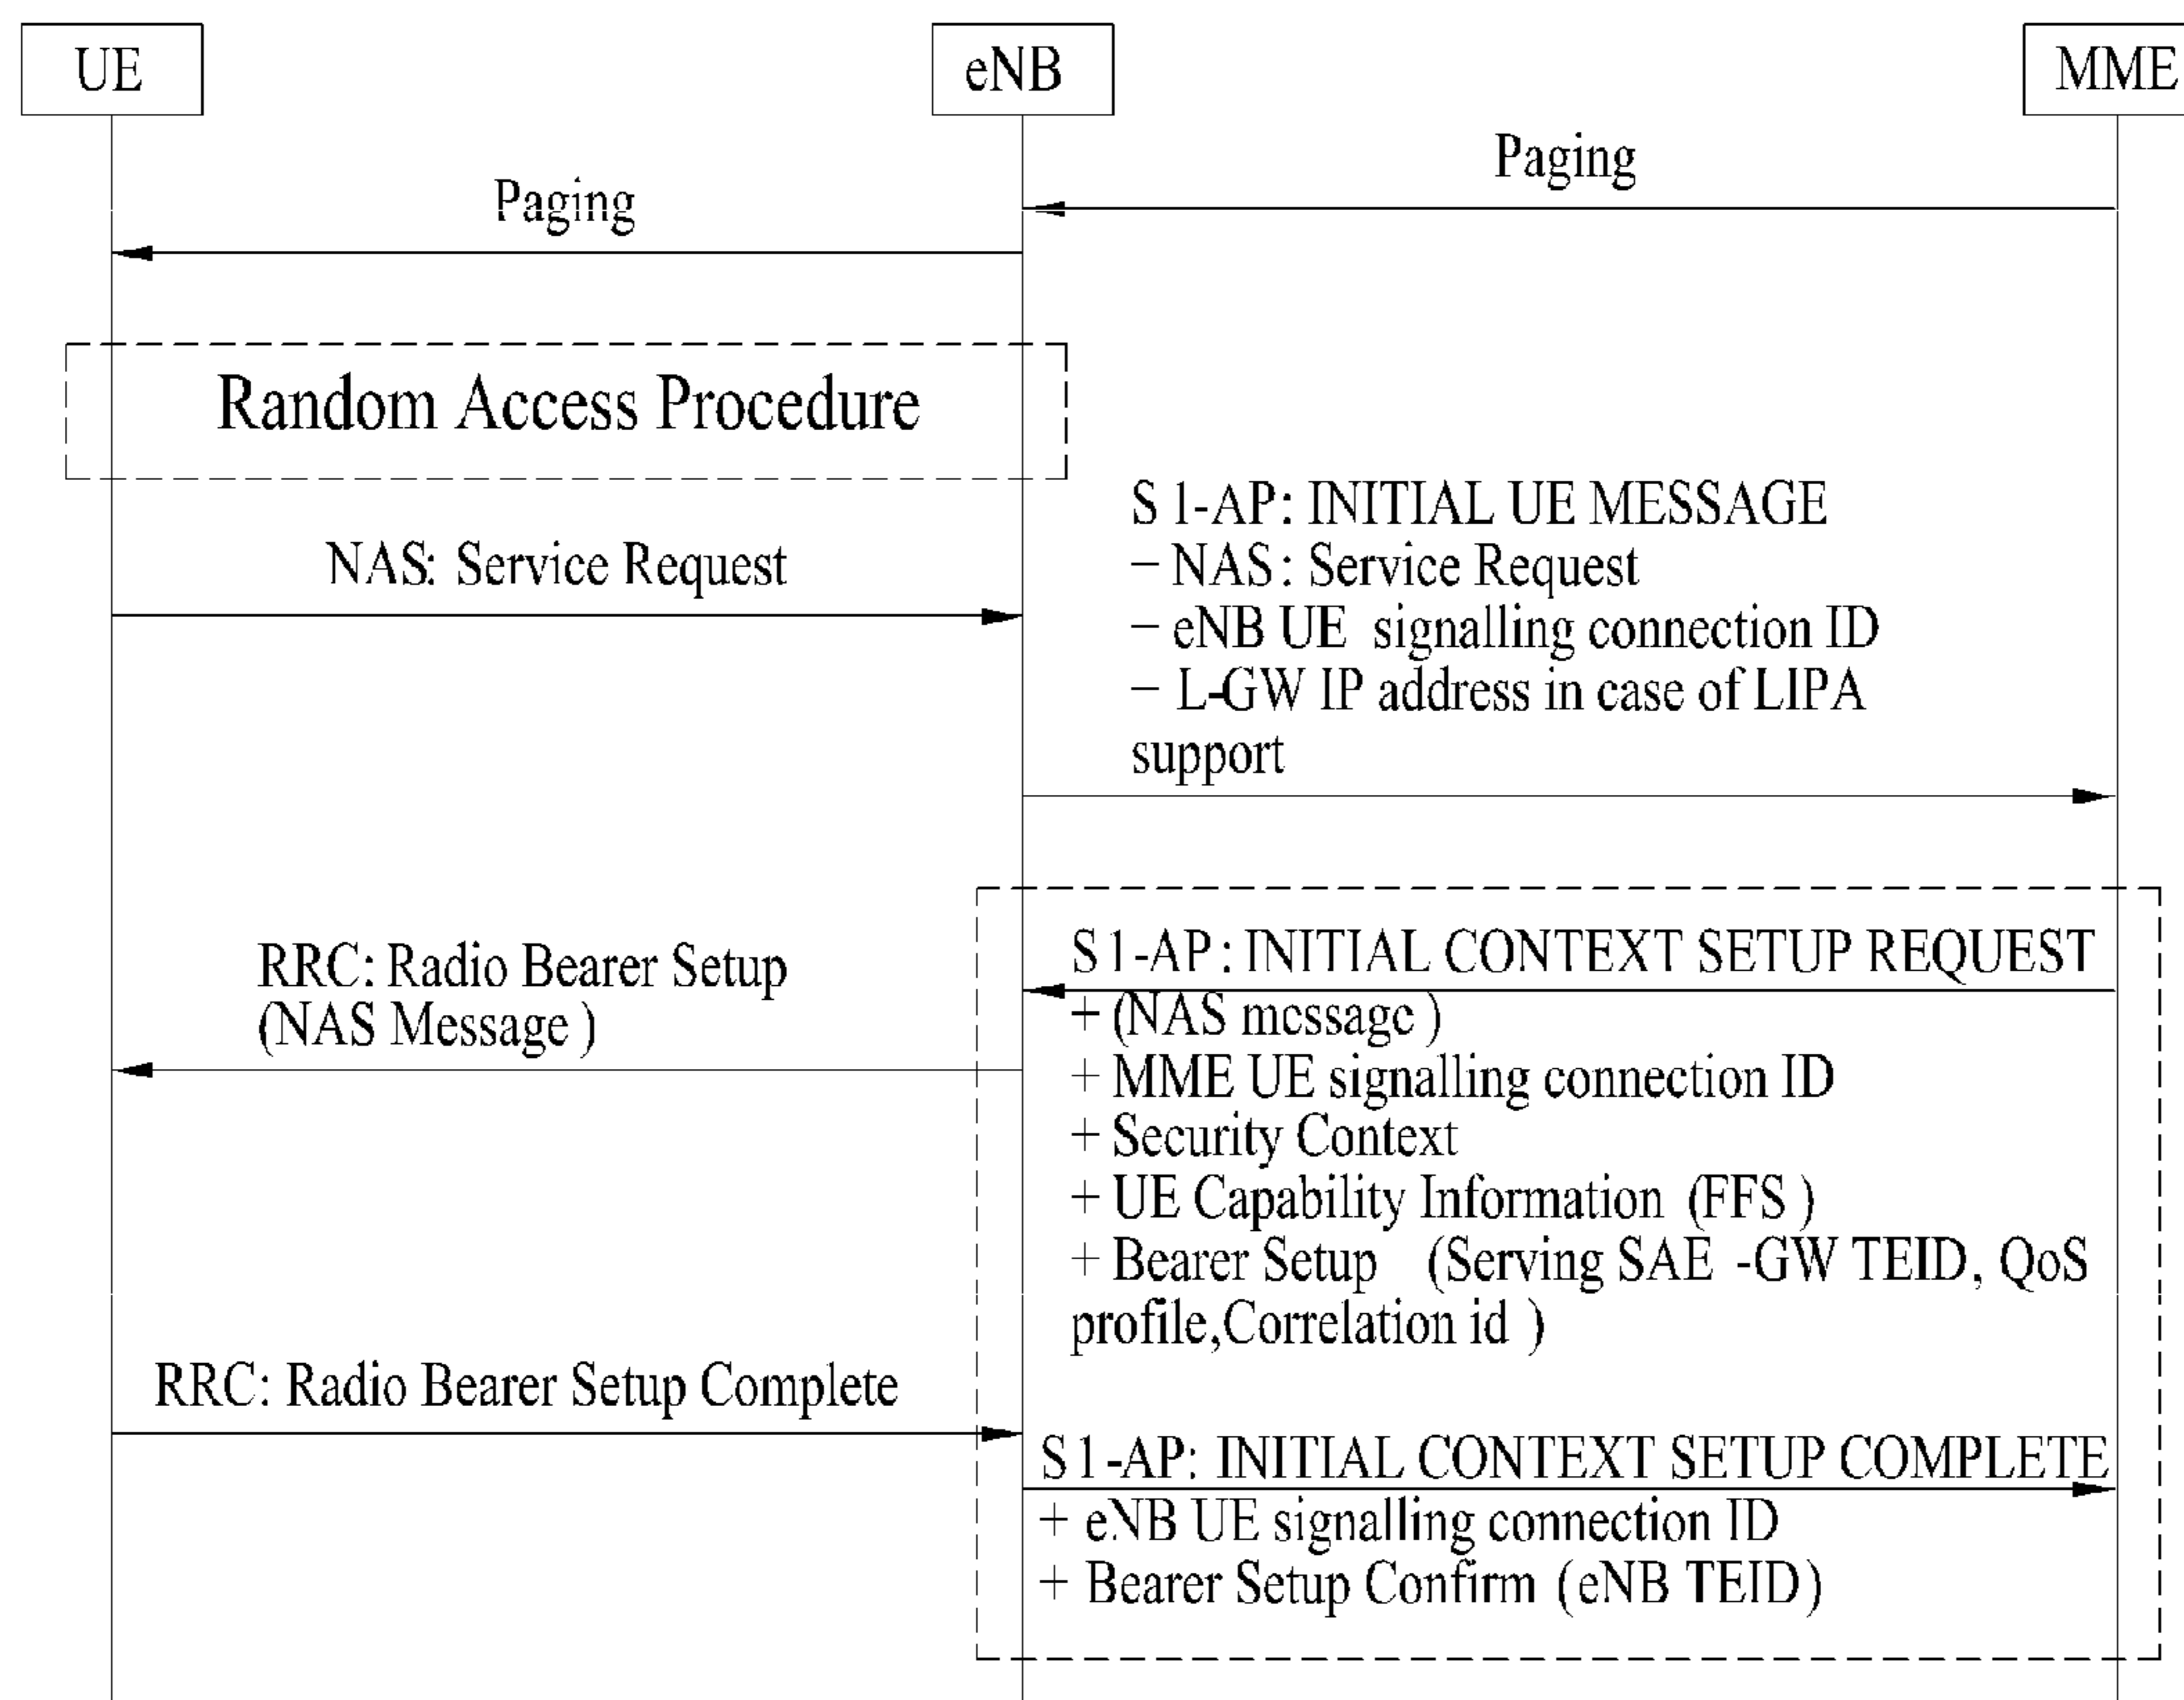 UE
eNB
MME
Paging
Paging
Random Access Procedure
NAS: Service Request
S1-AP: INITIAL UE MESSAGE
– NAS: Service Request
– eNB UE signalling connection ID
– L-GW IP address in case of LIPA
support
S1-AP: INITIAL CONTEXT SETUP REQUEST
+ (NAS message)
+ MME UE signalling connection ID
+ Security Context
+ UE Capability Information (FFS)
+ Bearer Setup (Serving SAE-GW TEID, QoS
profile,Correlation id)
RRC: Radio Bearer Setup
(NAS Message)
RRC: Radio Bearer Setup Complete
S1-AP: INITIAL CONTEXT SETUP COMPLETE
+ eNB UE signalling connection ID
+ Bearer Setup Confirm (eNB TEID)